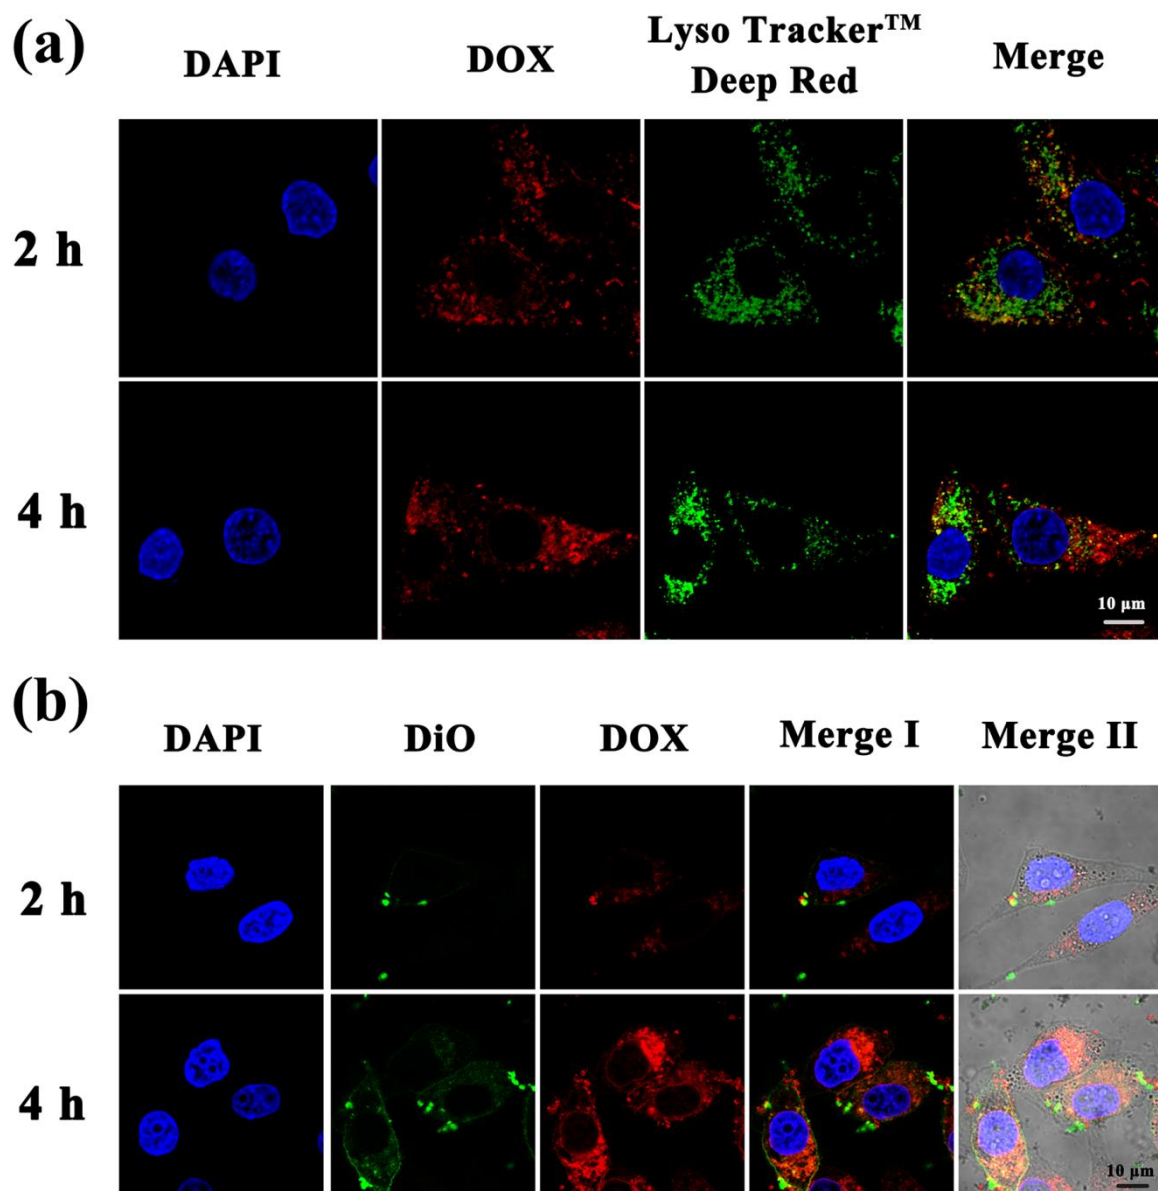 (a)
DAPI
DOX
Lyso Tracker™
Deep Red
Merge
2 h
4 h
10 μm
(b)
DAPI
DiO
DOX
Merge I
Merge II
2 h
4 h
10 μm